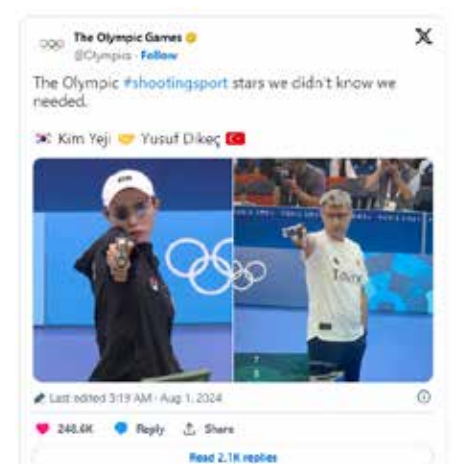 The Olympic Games
@Olympics · Follow
The Olympic #shootingsport stars we didn't know we
needed.
Kim Yeji 🤝 Yusuf Dikeç
Last edited 3:19 AM · Aug 1, 2024
248.6K Reply Share
Read 2.1K replies